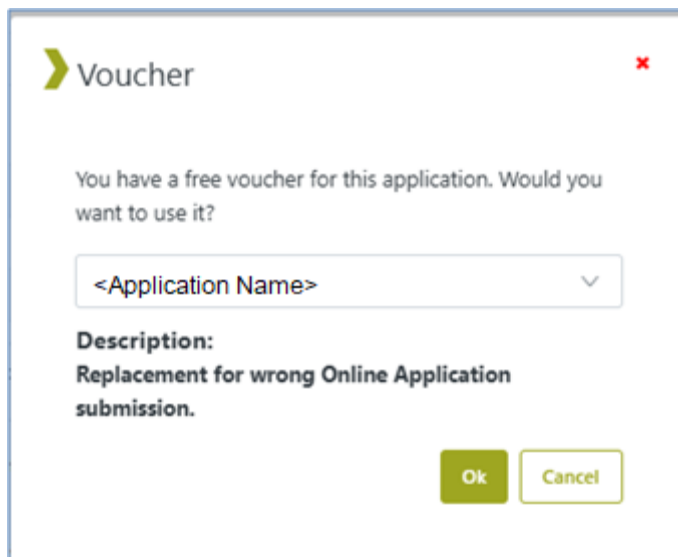 Voucher
You have a free voucher for this application. Would you
want to use it?
<Application Name>
Description:
Replacement for wrong Online Application
submission.
Ok
Cancel